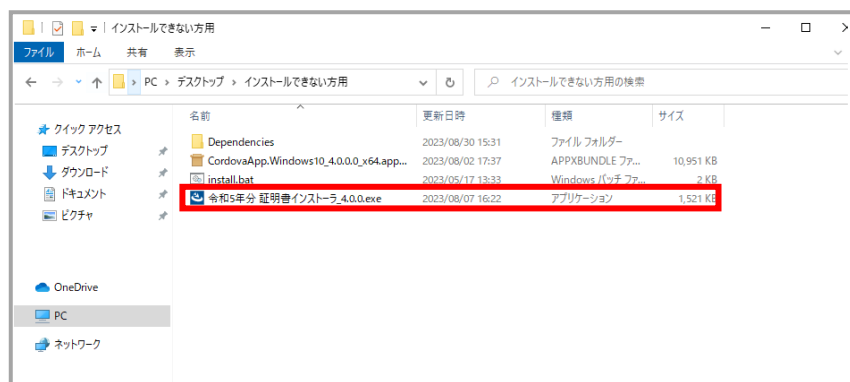 インストールできない方用
ファイル ホーム 共有 表示
PC › デスクトップ › インストールできない方用 インストールできない方用の検索
名前 更新日時 種類 サイズ
クイック アクセス
デスクトップ
ダウンロード
ドキュメント
ピクチャ
OneDrive
PC
ネットワーク
Dependencies 2023/08/30 15:31 ファイル フォルダー
CordovaApp.Windows10_4.0.0.0_x64.app... 2023/08/02 17:37 APPXBUNDLE ファ... 10,951 KB
install.bat 2023/05/17 13:33 Windows バッチ ファ... 2 KB
令和5年分 証明書インストーラ_4.0.0.exe 2023/08/07 16:22 アプリケーション 1,521 KB